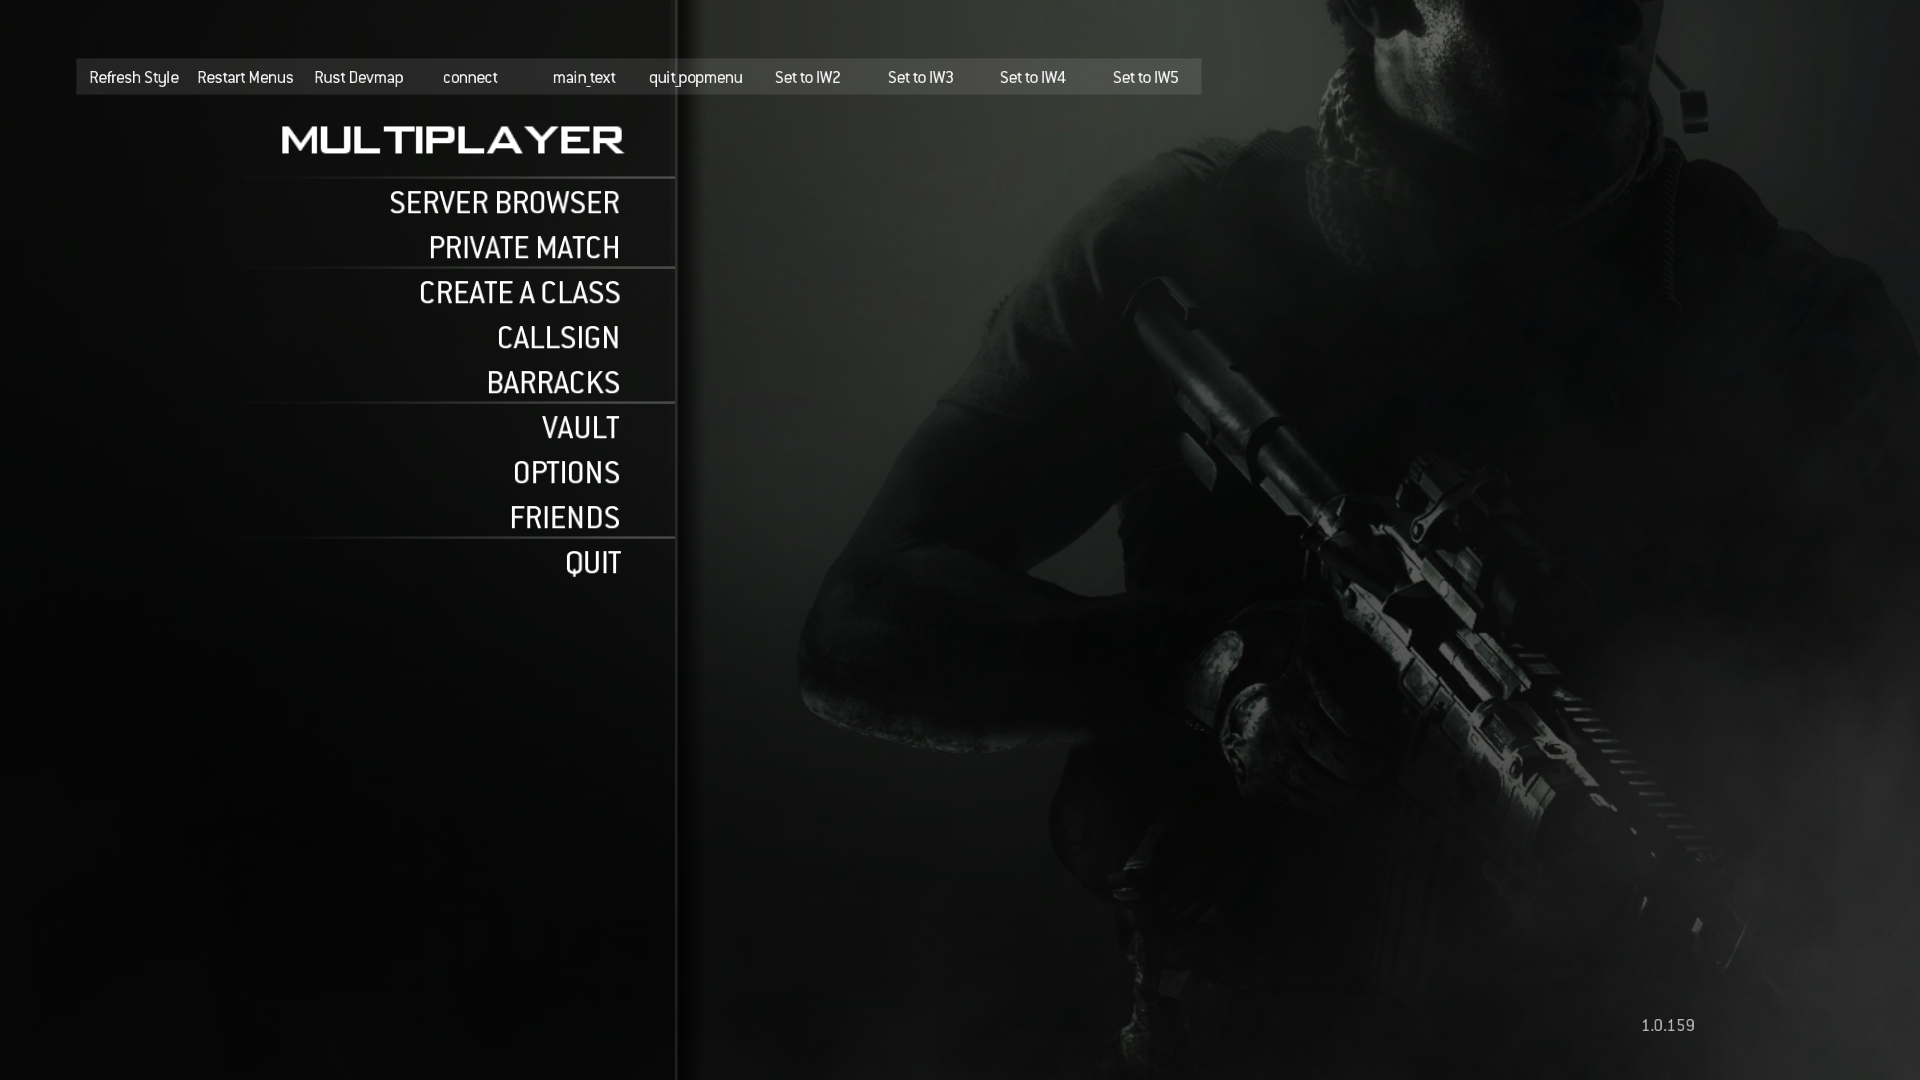 Refresh Style Restart Menus Rust Devmap connect main_text quit_popmenu Set to IW2 Set to IW3 Set to IW4 Set to IW5
MULTIPLAYER
SERVER BROWSER
PRIVATE MATCH
CREATE A CLASS
CALLSIGN
BARRACKS
VAULT
OPTIONS
FRIENDS
QUIT
1.0.159